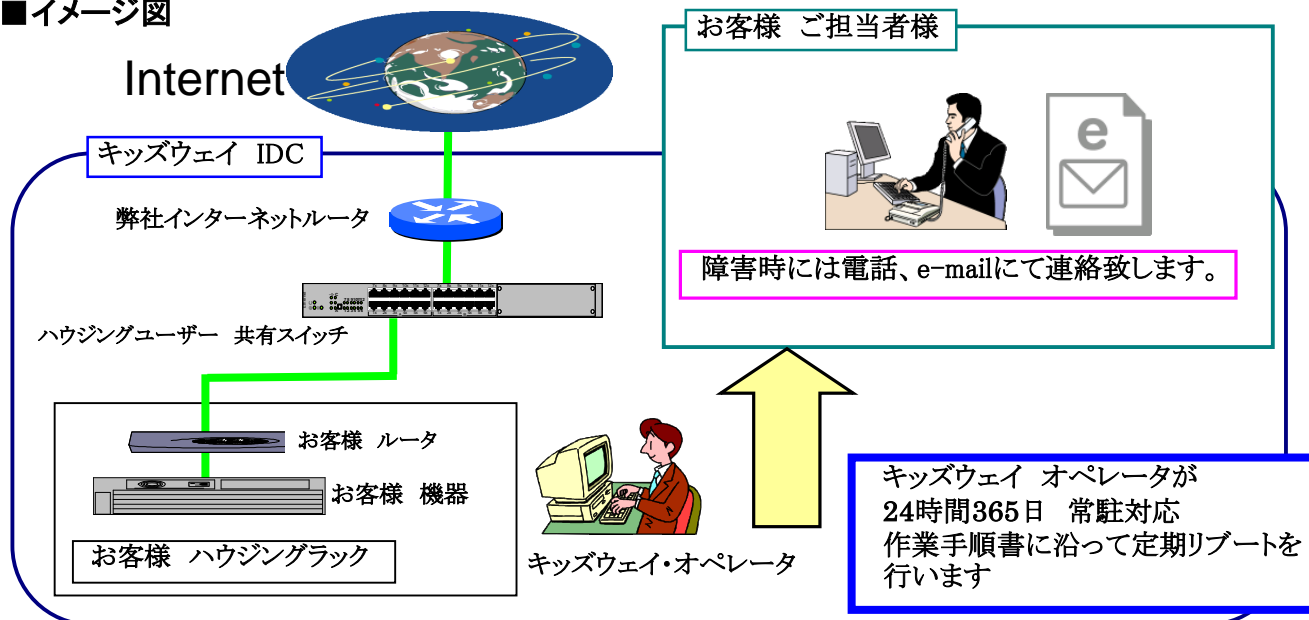 ■イメージ図
Internet
お客様 ご担当者様
e
障害時には電話、e-mailにて連絡致します。
キッズウェイ IDC
弊社インターネットルータ
ハウジングユーザー 共有スイッチ
お客様 ルータ
お客様 機器
お客様 ハウジングラック
キッズウェイ・オペレータ
キッズウェイ オペレータが
24時間365日 常駐対応
作業手順書に沿って定期リブートを
行います